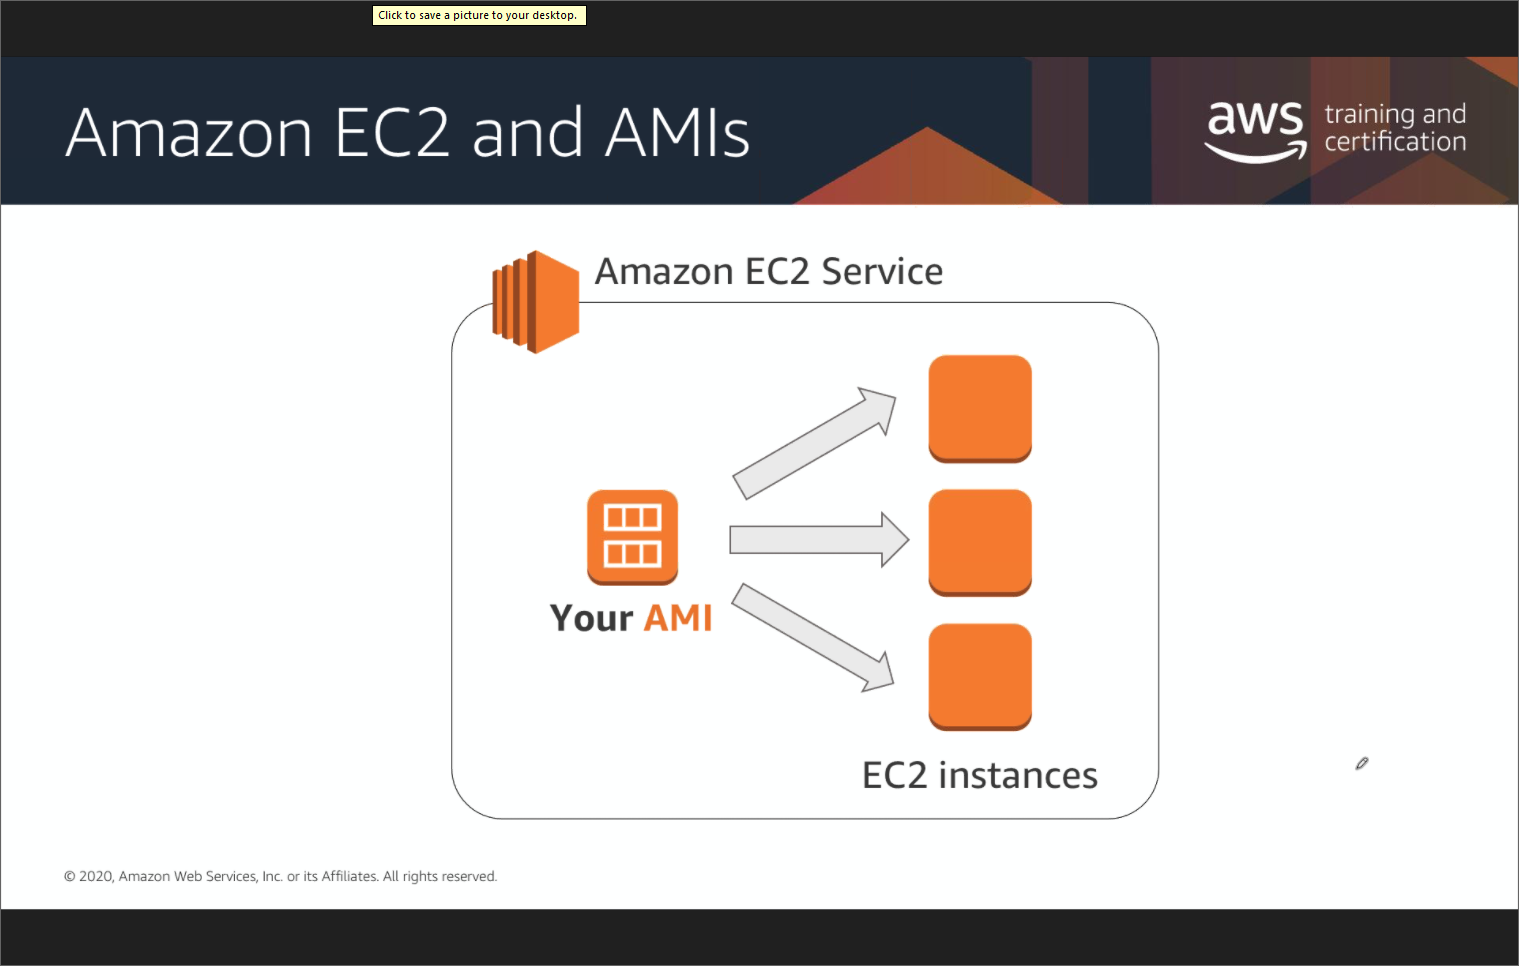 Click to save a picture to your desktop.
Amazon EC2 and AMIs
aws training and
certification
Amazon EC2 Service
Your AMI
EC2 instances
© 2020, Amazon Web Services, Inc. or its Affiliates. All rights reserved.